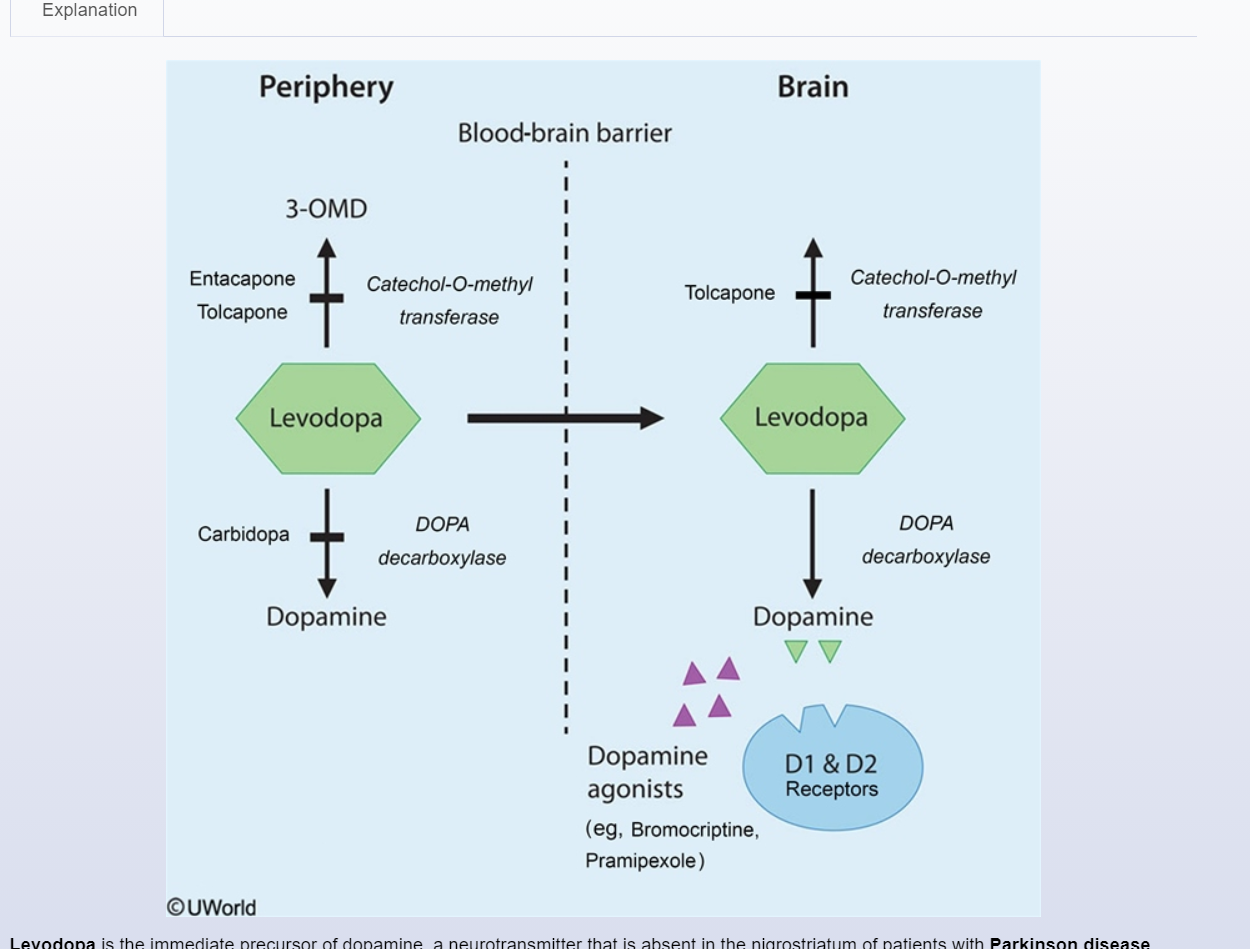 Explanation
Periphery
Brain
Blood-brain barrier
3-OMD
Entacapone
Tolcapone
Catechol-O-methyl
transferase
Tolcapone
Catechol-O-methyl
transferase
Levodopa
Levodopa
Carbidopa
DOPA
decarboxylase
DOPA
decarboxylase
Dopamine
Dopamine
Dopamine
agonists
(eg, Bromocriptine,
Pramipexole)
D1 & D2
Receptors
©UWorld
Levodopa is the immediate precursor of dopamine, a neurotransmitter that is absent in the nigrostriatum of patients with Parkinson disease